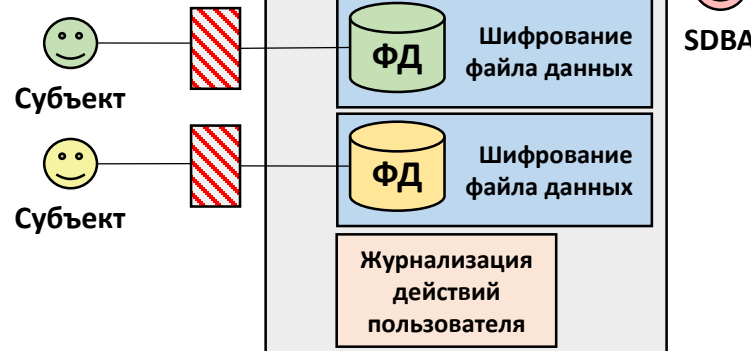 Субъект
ФД
Шифрование
файла данных
SDBA
Субъект
ФД
Шифрование
файла данных
Журнализация
действий
пользователя